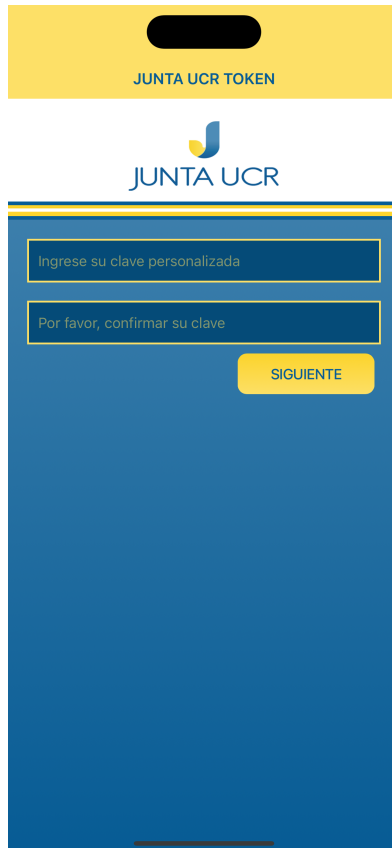 JUNTA UCR TOKEN
JUNTA UCR
Ingrese su clave personalizada
Por favor, confirmar su clave
SIGUIENTE